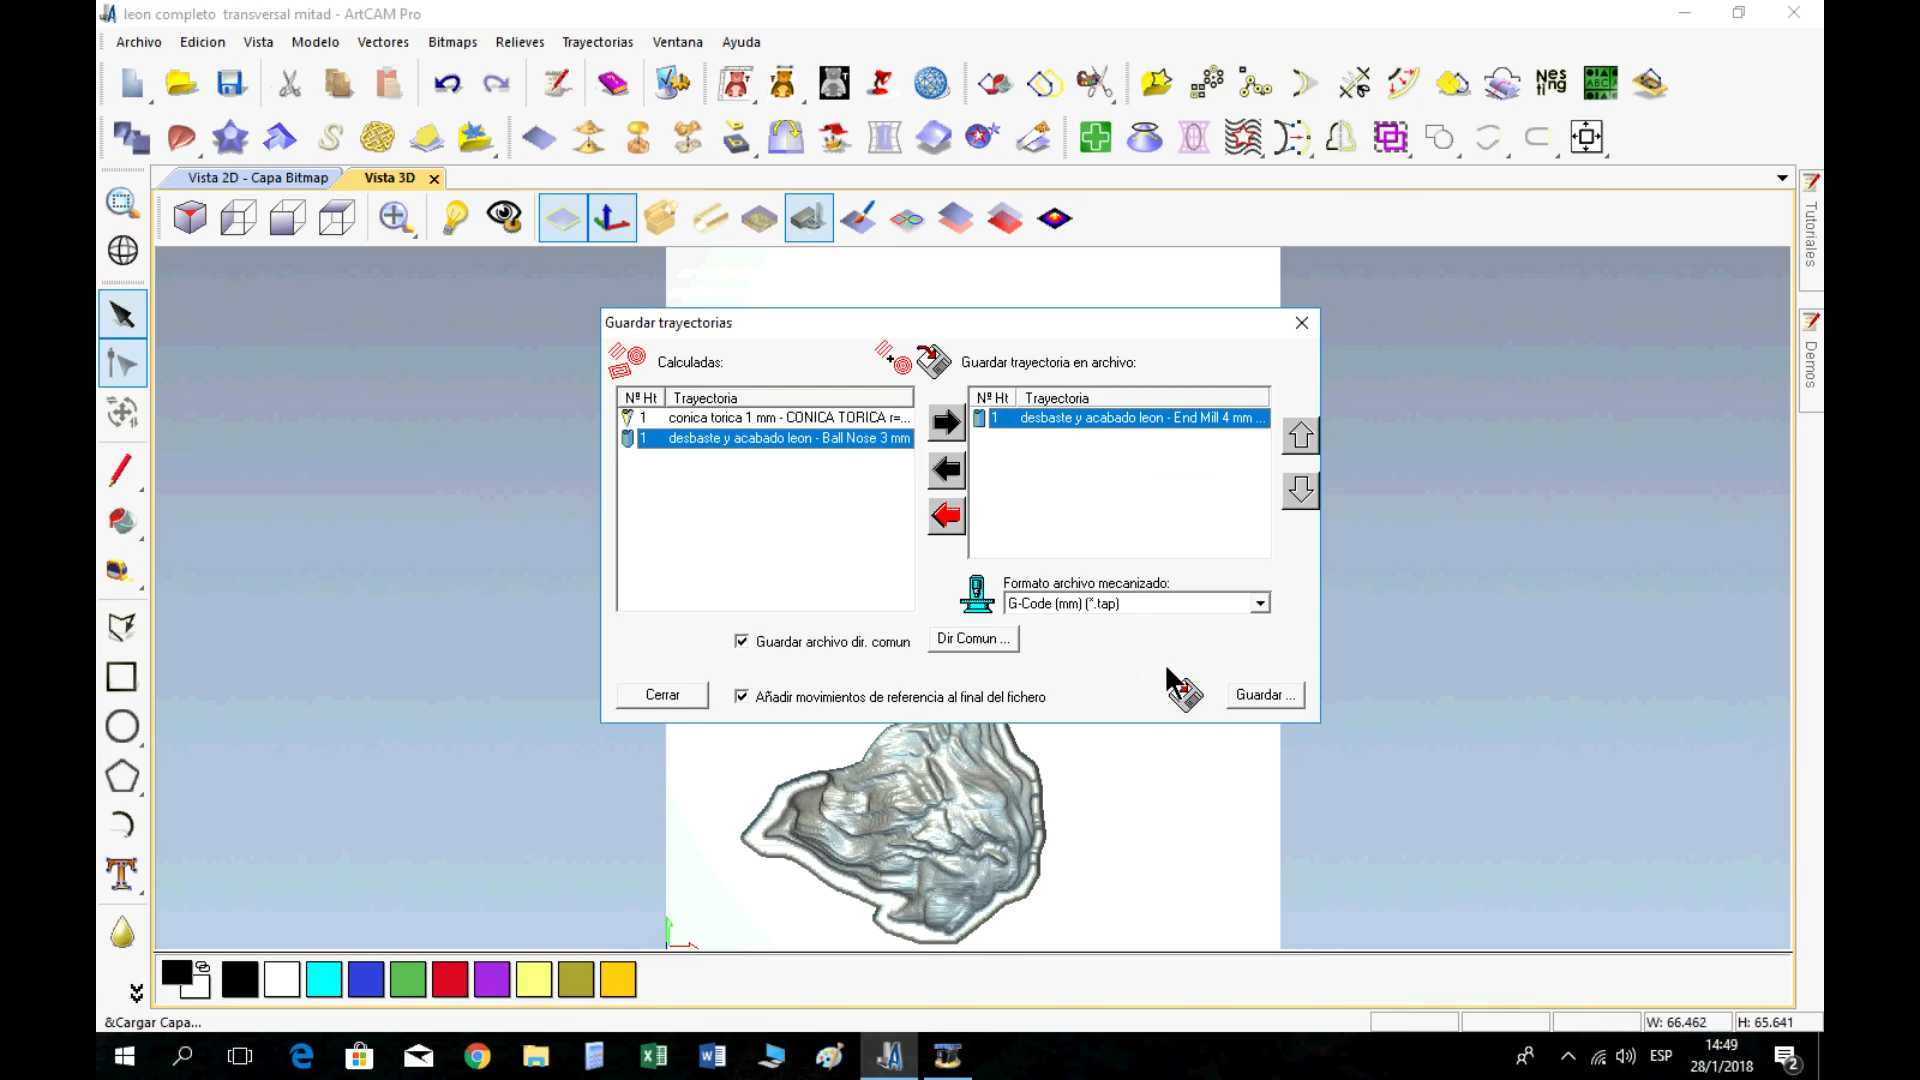 leon completo transversal mitad - ArtCAM Pro
Archivo Edicion Vista Modelo Vectores Bitmaps Relieves Trayectorias Ventana Ayuda
Nes
ti
ABC
Vista 2D - Capa Bitmap
Vista 3D
Tutoriales
Demos
Guardar trayectorias
Calculadas:
Guardar trayectoria en archivo:
Nº Ht Trayectoria
1 conica torica 1 mm - CONICA TORICA r=...
1 desbaste y acabado leon - Ball Nose 3 mm
Nº Ht Trayectoria
1 desbaste y acabado leon - End Mill 4 mm ...
Formato archivo mecanizado:
G-Code (mm) (*.tap)
Guardar archivo dir. comun
Dir Comun ...
Cerrar
Añadir movimientos de referencia al final del fichero
Guardar ...
&Cargar Capa...
W: 66.462
H: 65.641
ESP
14:49
28/1/2018
2